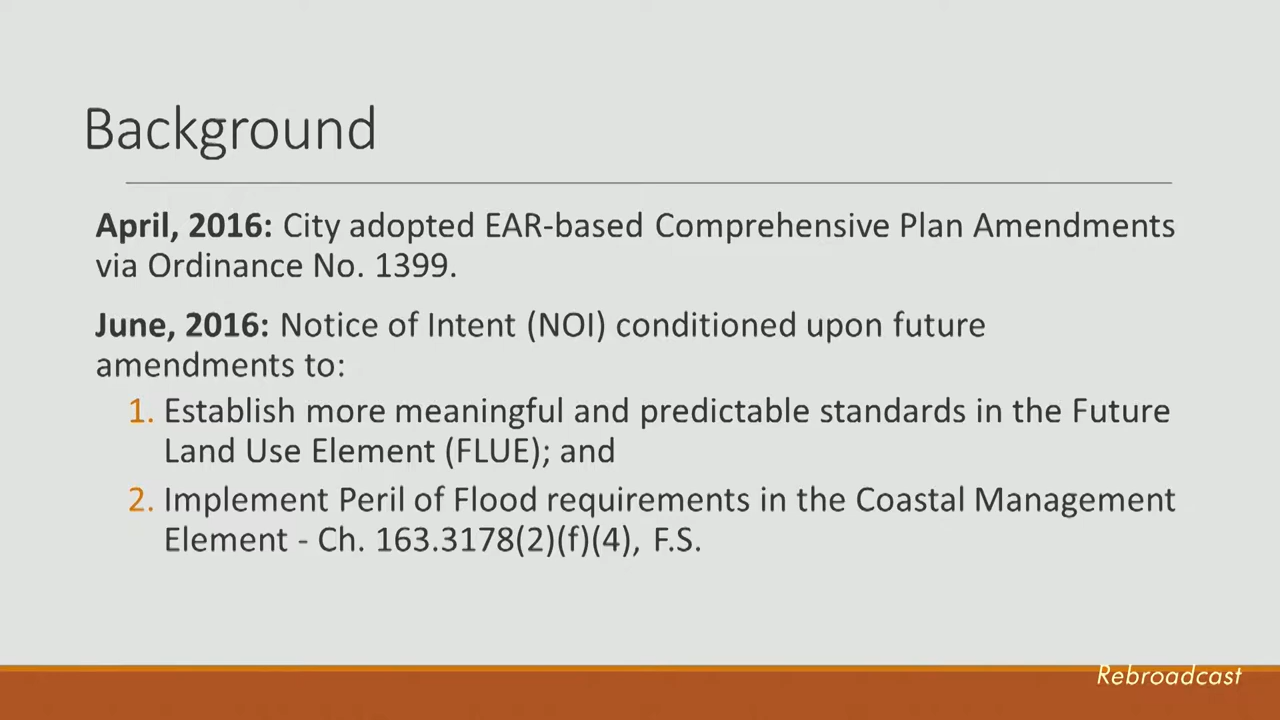 Background
April, 2016: City adopted EAR-based Comprehensive Plan Amendments
via Ordinance No. 1399.
June, 2016: Notice of Intent (NOI) conditioned upon future
amendments to:
1. Establish more meaningful and predictable standards in the Future
Land Use Element (FLUE); and
2. Implement Peril of Flood requirements in the Coastal Management
Element - Ch. 163.3178(2)(f)(4), F.S.
Rebroadcast